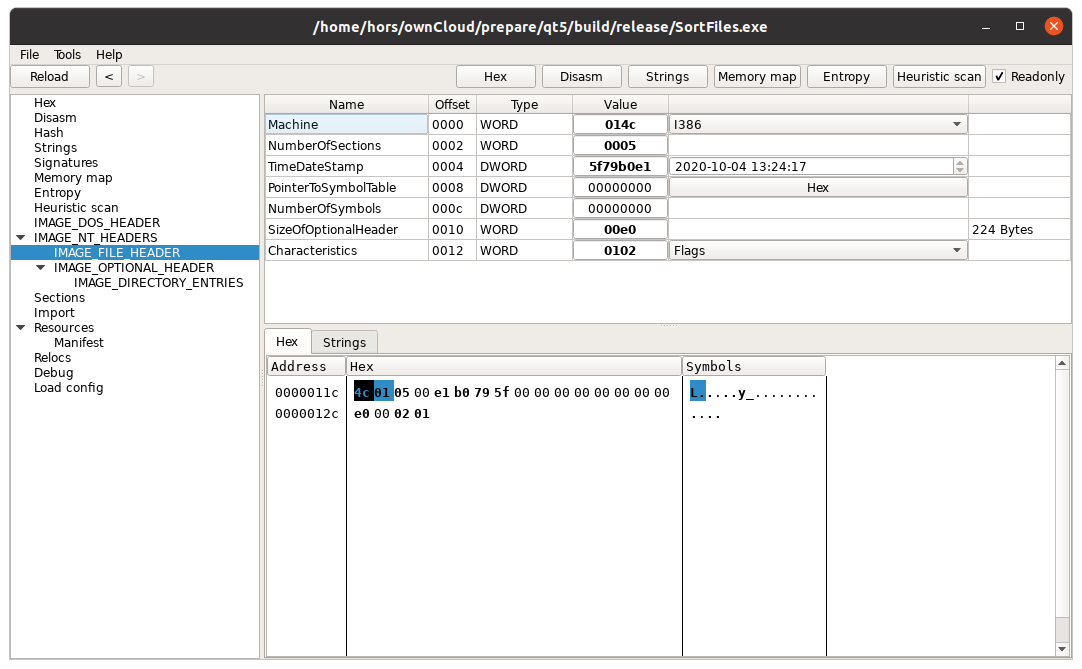 /home/hors/ownCloud/prepare/qt5/build/release/SortFiles.exe
File Tools Help
Reload < > Hex Disasm Strings Memory map Entropy Heuristic scan Readonly
Hex
Disasm
Hash
Strings
Signatures
Memory map
Entropy
Heuristic scan
IMAGE_DOS_HEADER
IMAGE_NT_HEADERS
IMAGE_FILE_HEADER
IMAGE_OPTIONAL_HEADER
IMAGE_DIRECTORY_ENTRIES
Sections
Import
Resources
Manifest
Relocs
Debug
Load config
Name Offset Type Value
Machine 0000 WORD 014c I386
NumberOfSections 0002 WORD 0005
TimeDateStamp 0004 DWORD 5f79b0e1 2020-10-04 13:24:17
PointerToSymbolTable 0008 DWORD 00000000 Hex
NumberOfSymbols 000c DWORD 00000000
SizeOfOptionalHeader 0010 WORD 00e0 224 Bytes
Characteristics 0012 WORD 0102 Flags
Hex Strings
Address Hex Symbols
0000011c 4c 01 05 00 e1 b0 79 5f 00 00 00 00 00 00 00 00 L.....y_........
0000012c e0 00 02 01 ....